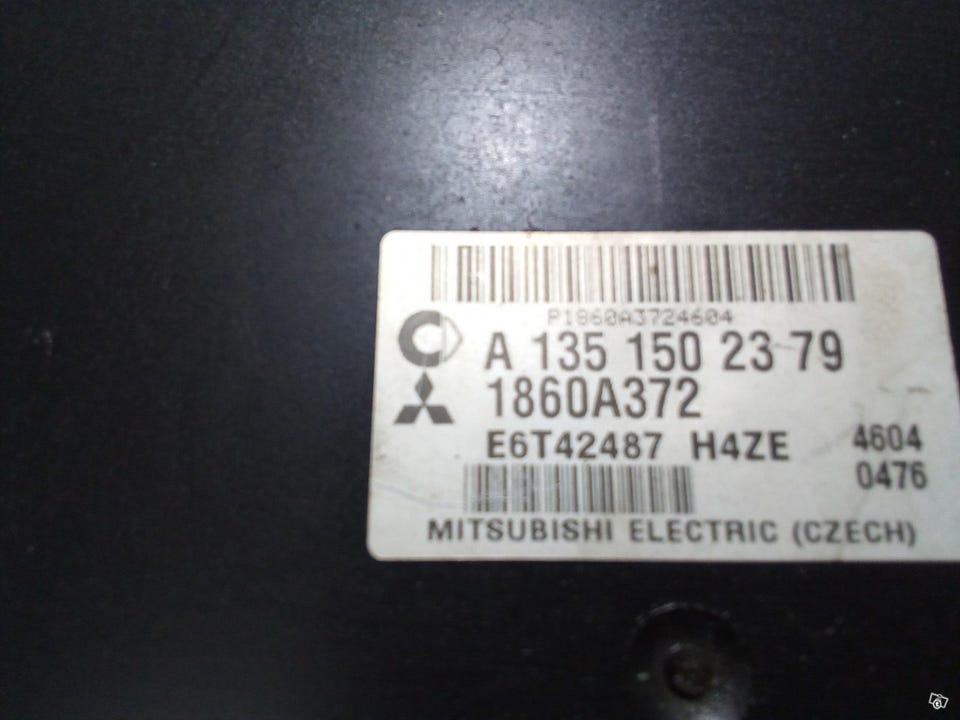 P1860A3724604
A 135 150 23 79
1860A372
E6T42487 H4ZE 4604
0476
MITSUBISHI ELECTRIC (CZECH)